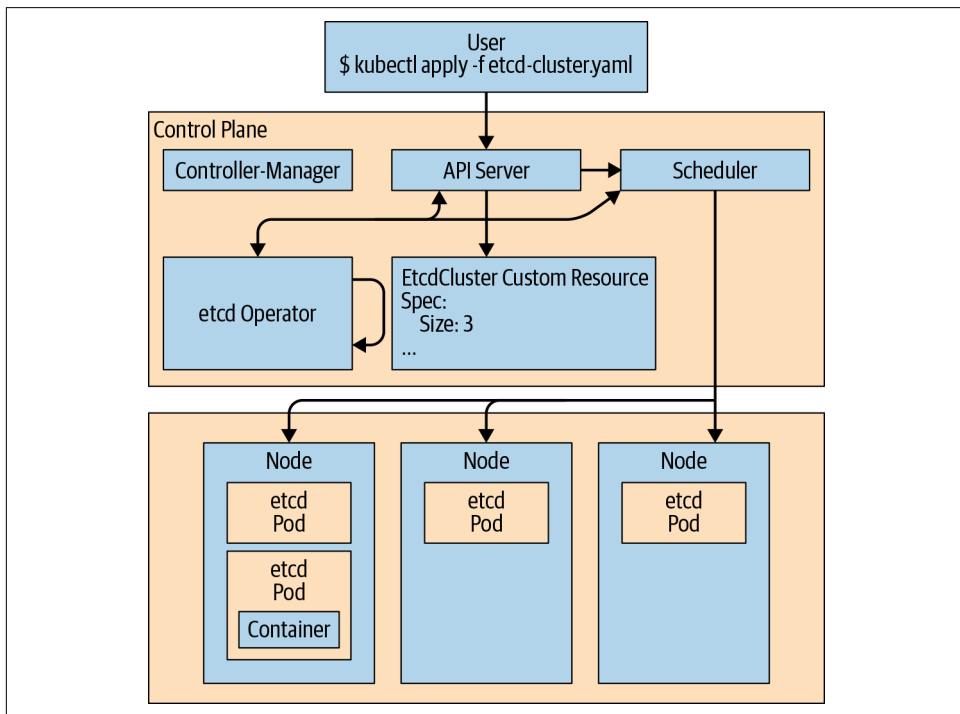 User
$ kubectl apply -f etcd-cluster.yaml
Control Plane
Controller-Manager
API Server
Scheduler
etcd Operator
EtcdCluster Custom Resource
Spec:
Size: 3
...
Node
etcd
Pod
etcd
Pod
Container
Node
etcd
Pod
Node
etcd
Pod